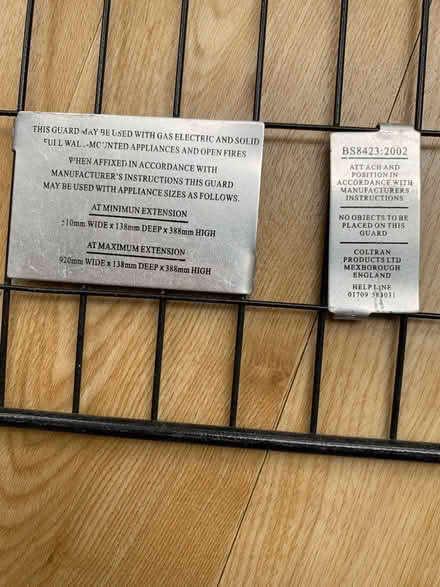 THIS GUARD MAY BE USED WITH GAS ELECTRIC AND SOLID
FUEL WALL-MOUNTED APPLIANCES AND OPEN FIRES
WHEN AFFIXED IN ACCORDANCE WITH
MANUFACTURER'S INSTRUCTIONS THIS GUARD
MAY BE USED WITH APPLIANCE SIZES AS FOLLOWS.
AT MINIMUN EXTENSION
WIDE x 138mm DEEP x 388mm HIGH
AT MAXIMUM EXTENSION
920mm WIDE x 138mm DEEP x 388mm HIGH
BS8423:2002
ATTACH AND
POSITION IN
ACCORDANCE WITH
MANUFACTURERS
INSTRUCTIONS
NO OBJECTS TO BE
PLACED ON THIS
GUARD
COLTRAN
PRODUCTS LTD
MEXBOROUGH
ENGLAND
HELP LINE
01709